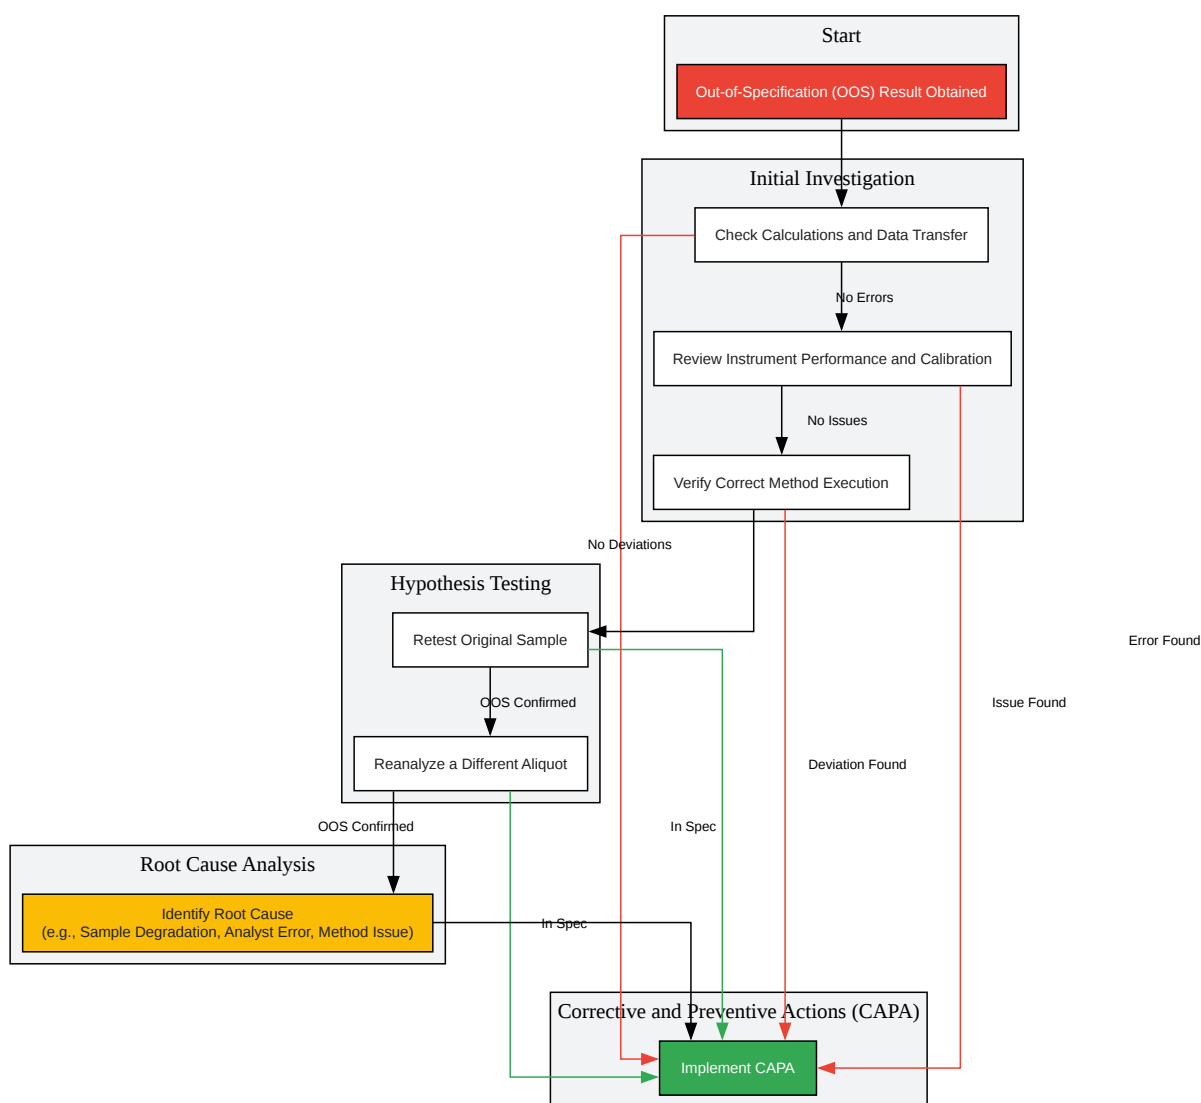 Start
Out-of-Specification (OOS) Result Obtained
Initial Investigation
Check Calculations and Data Transfer
No Errors
Review Instrument Performance and Calibration
No Issues
Verify Correct Method Execution
No Deviations
Hypothesis Testing
Retest Original Sample
Error Found
OOS Confirmed
Issue Found
Reanalyze a Different Aliquot
Deviation Found
OOS Confirmed
In Spec
Root Cause Analysis
Identify Root Cause
(e.g., Sample Degradation, Analyst Error, Method Issue)
In Spec
Corrective and Preventive Actions (CAPA)
Implement CAPA